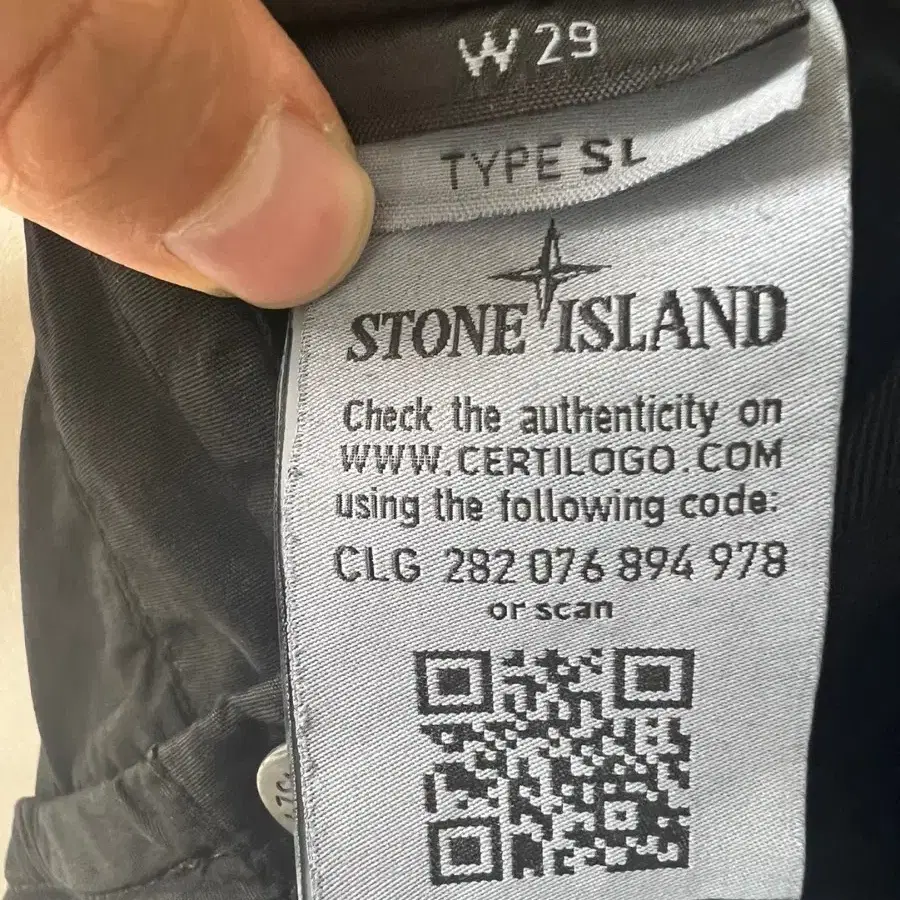 W 29
TYPE SL
STONE ISLAND
Check the authenticity on
WWW.CERTILOGO.COM
using the following code:
CLG 282 076 894 978
or scan